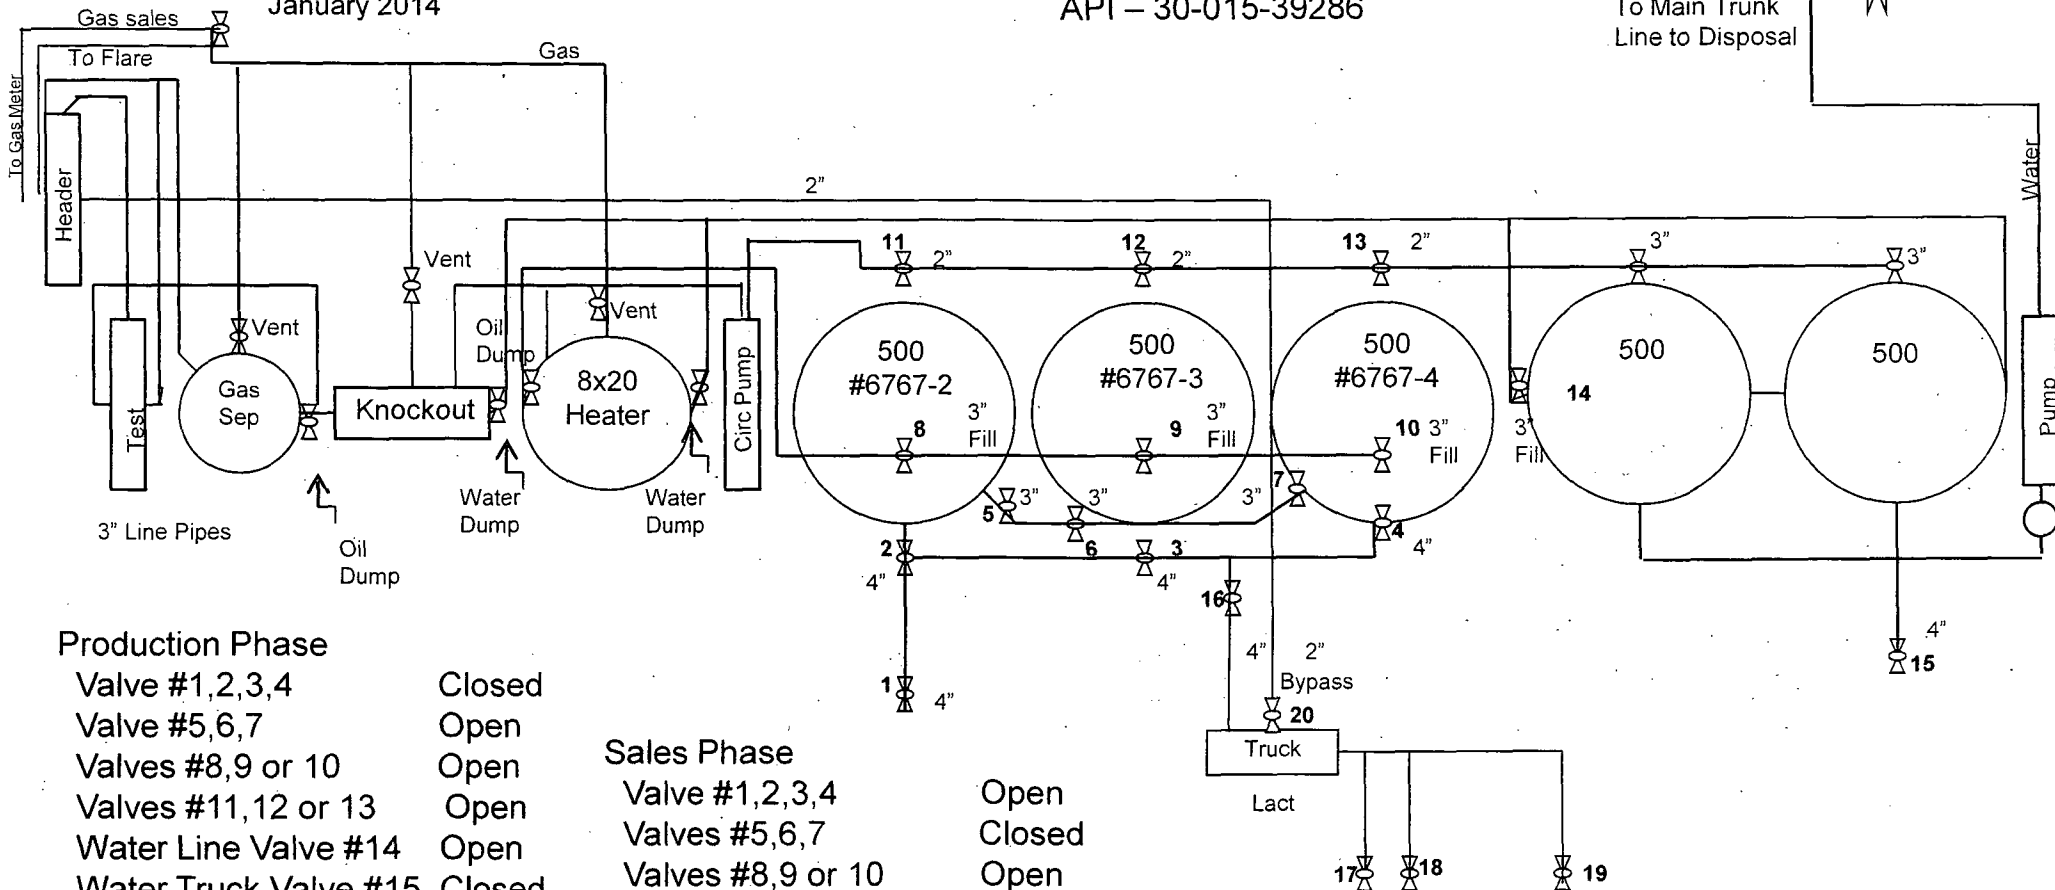 January 2014
API – 30-015-39286
To Main Trunk
Line to Disposal
Gas sales
To Flare
Gas
To Gas Meter
Header
2”
Water
Vent
11
2”
12
2”
13
2”
3”
3”
Vent
Vent
Oil
Dump
Test
Gas
Sep
Knockout
8x20
Heater
Circ Pump
500
#6767-2
500
#6767-3
500
#6767-4
500
500
14
Pump
8
3”
Fill
9
3”
Fill
10
3”
Fill
3”
Fill
Water
Dump
Water
Dump
3” Line Pipes
Oil
Dump
5
3”
3”
3”
7
2
6
3
4
4”
4”
4”
16
4”
2”
Bypass
4”
15
1
4”
20
Truck
Lact
17
18
19
Production Phase
Valve #1,2,3,4 Closed
Valve #5,6,7 Open
Valves #8,9 or 10 Open
Valves #11,12 or 13 Open
Water Line Valve #14 Open
Water Truck Valve #15 Closed
Sales Phase
Valve #1,2,3,4 Open
Valves #5,6,7 Closed
Valves #8,9 or 10 Open